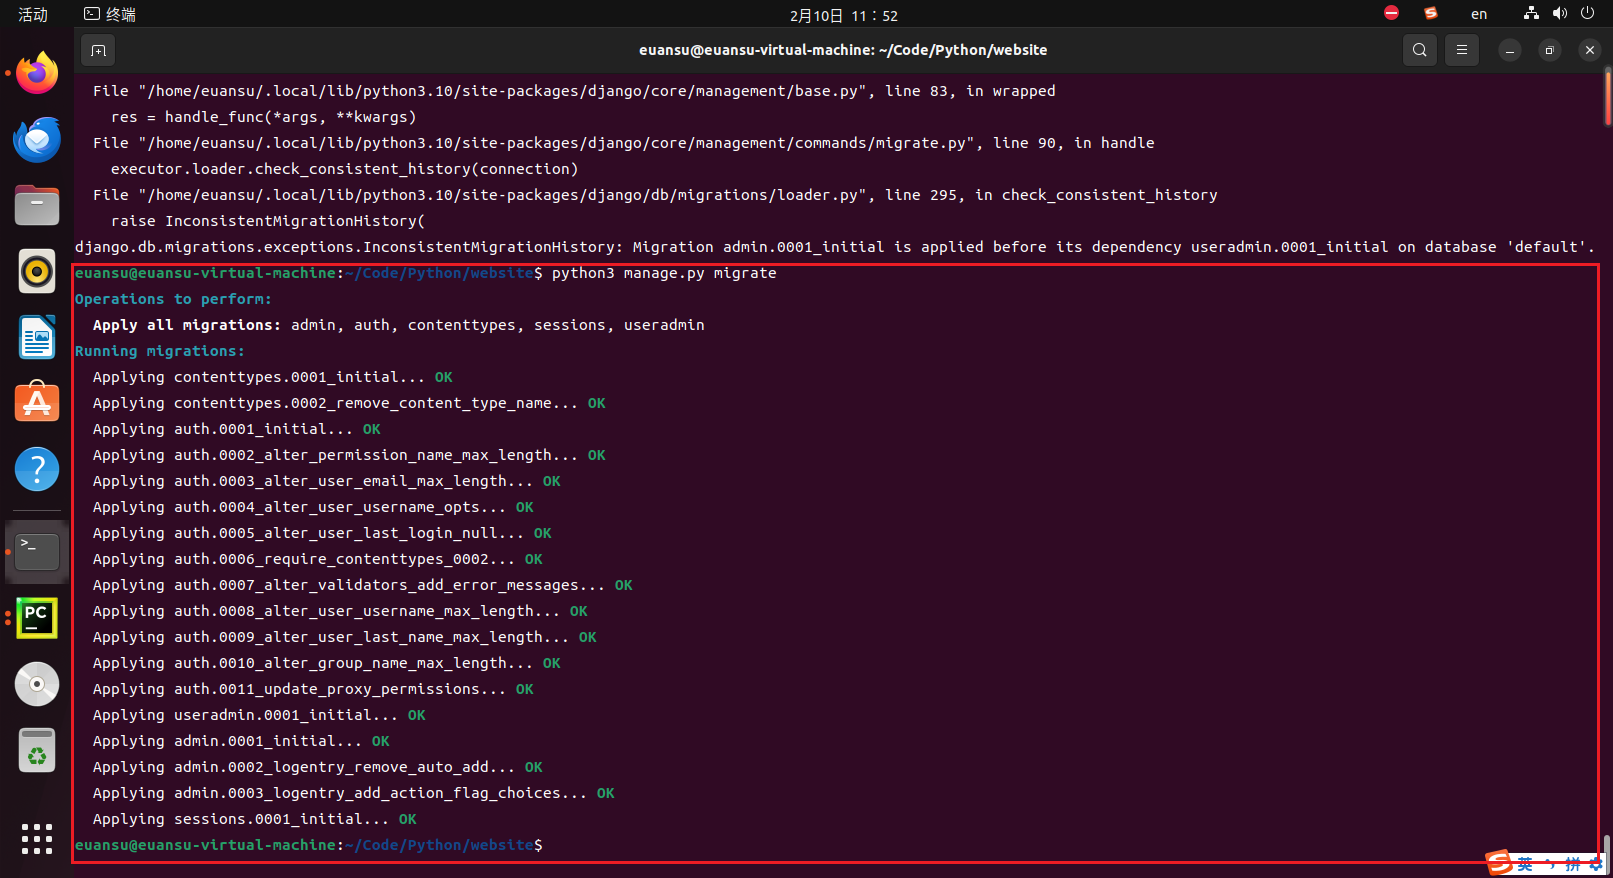 活动 终端 2月10日 11：52 en
euansu@euansu-virtual-machine: ~/Code/Python/website
File "/home/euansu/.local/lib/python3.10/site-packages/django/core/management/base.py", line 83, in wrapped
res = handle_func(*args, **kwargs)
File "/home/euansu/.local/lib/python3.10/site-packages/django/core/management/commands/migrate.py", line 90, in handle
executor.loader.check_consistent_history(connection)
File "/home/euansu/.local/lib/python3.10/site-packages/django/db/migrations/loader.py", line 295, in check_consistent_history
raise InconsistentMigrationHistory(
django.db.migrations.exceptions.InconsistentMigrationHistory: Migration admin.0001_initial is applied before its dependency useradmin.0001_initial on database 'default'.
euansu@euansu-virtual-machine:~/Code/Python/website$ python3 manage.py migrate
Operations to perform:
Apply all migrations: admin, auth, contenttypes, sessions, useradmin
Running migrations:
Applying contenttypes.0001_initial... OK
Applying contenttypes.0002_remove_content_type_name... OK
Applying auth.0001_initial... OK
Applying auth.0002_alter_permission_name_max_length... OK
Applying auth.0003_alter_user_email_max_length... OK
Applying auth.0004_alter_user_username_opts... OK
Applying auth.0005_alter_user_last_login_null... OK
Applying auth.0006_require_contenttypes_0002... OK
Applying auth.0007_alter_validators_add_error_messages... OK
Applying auth.0008_alter_user_username_max_length... OK
Applying auth.0009_alter_user_last_name_max_length... OK
Applying auth.0010_alter_group_name_max_length... OK
Applying auth.0011_update_proxy_permissions... OK
Applying useradmin.0001_initial... OK
Applying admin.0001_initial... OK
Applying admin.0002_logentry_remove_auto_add... OK
Applying admin.0003_logentry_add_action_flag_choices... OK
Applying sessions.0001_initial... OK
euansu@euansu-virtual-machine:~/Code/Python/website$
PC
英 拼